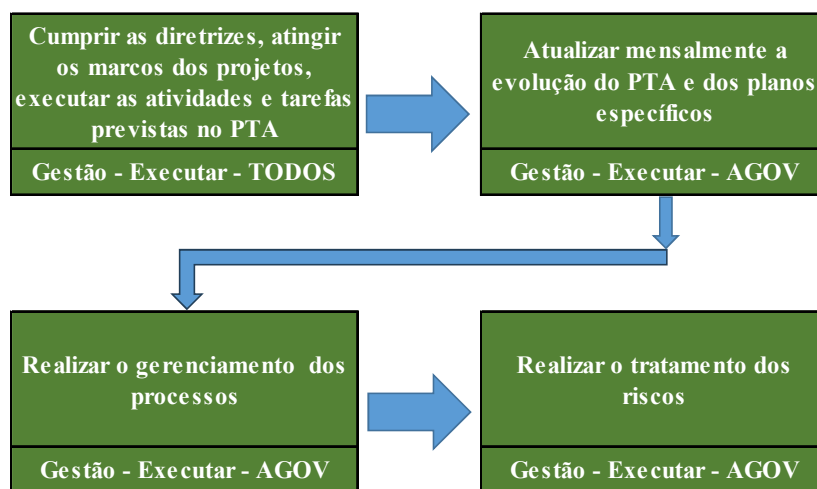 Cumprir as diretrizes, atingir
os marcos dos projetos,
executar as atividades e tarefas
previstas no PTA
Gestão - Executar - TODOS
Atualizar mensalmente a
evolução do PTA e dos planos
específicos
Gestão - Executar - AGOV
Realizar o gerenciamento dos
processos
Gestão - Executar - AGOV
Realizar o tratamento dos
riscos
Gestão - Executar - AGOV